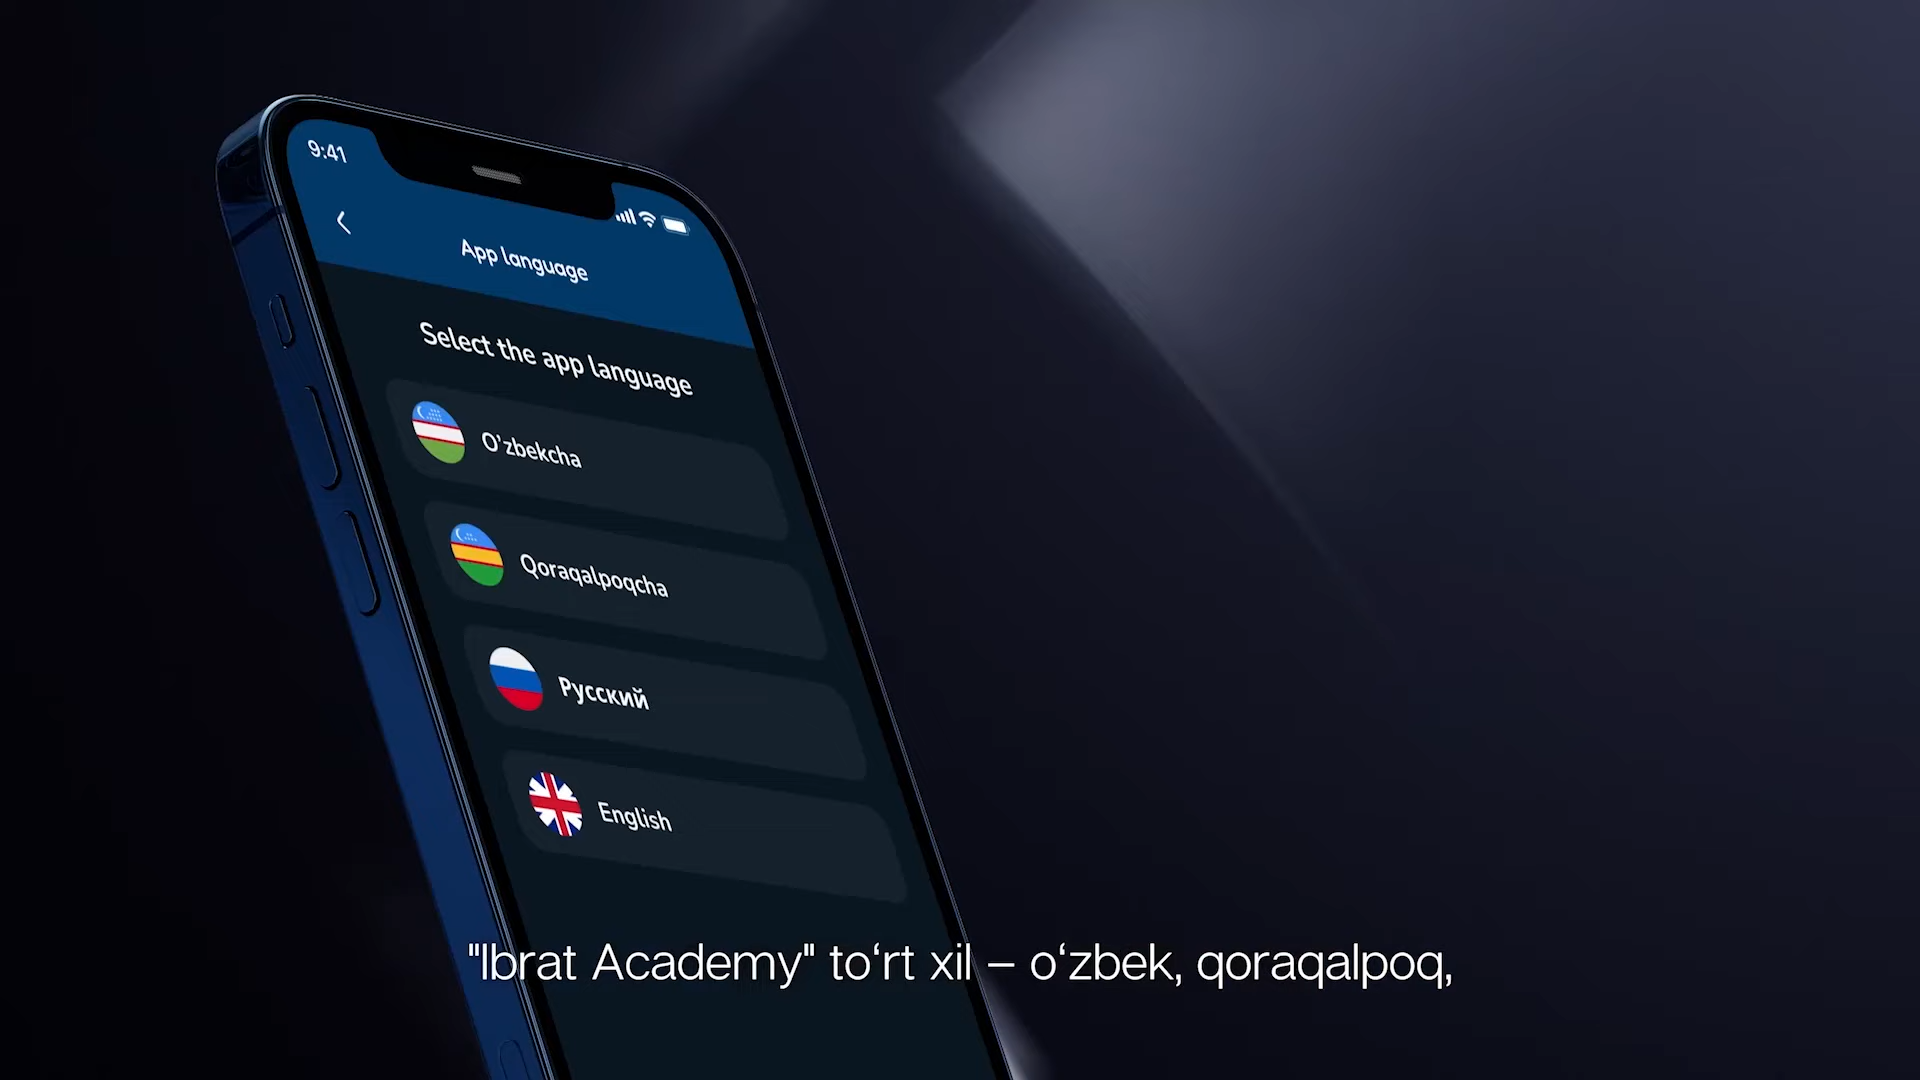 9:41
App language
Select the app language
O'zbekcha
Qoraqalpoqcha
Русский
English
"Ibrat Academy" to‘rt xil – o‘zbek, qoraqalpoq,